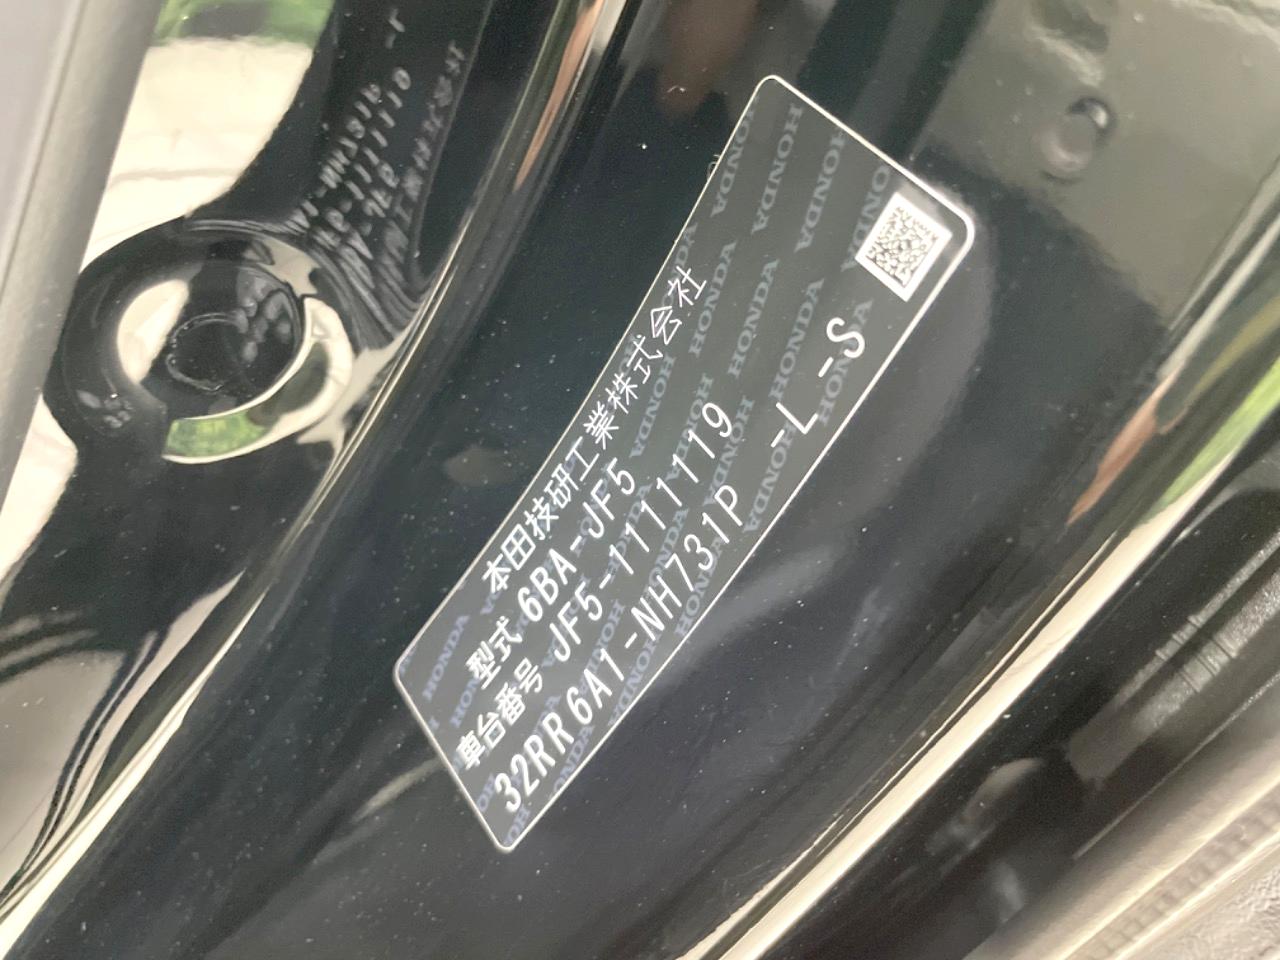 本田技研工業株式会社
型式 6BA-JF5
車台番号 JF5-1111119
32RR6A1-NH731P -L -S